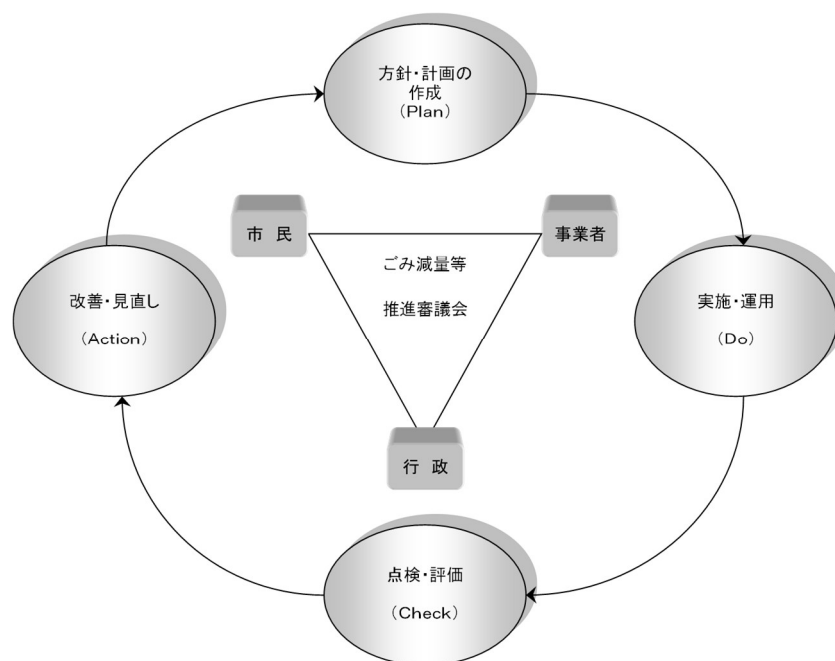 方針・計画の
作成
(Plan)
市 民
事業者
ごみ減量等
推進審議会
改善・見直し
(Action)
実施・運用
(Do)
行 政
点検・評価
(Check)